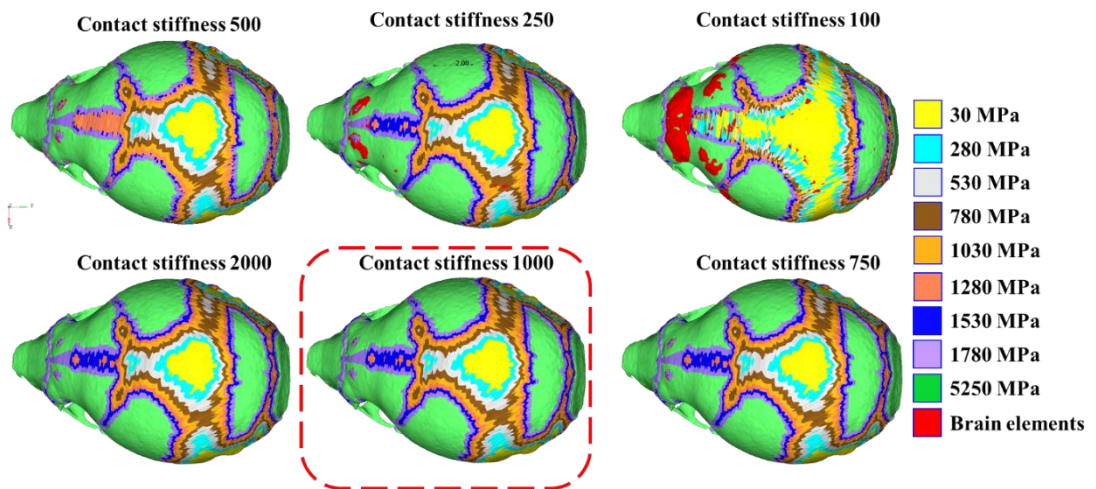 Contact stiffness 500
Contact stiffness 250
Contact stiffness 100
-2.00
Contact stiffness 2000
Contact stiffness 1000
Contact stiffness 750
30 MPa
280 MPa
530 MPa
780 MPa
1030 MPa
1280 MPa
1530 MPa
1780 MPa
5250 MPa
Brain elements